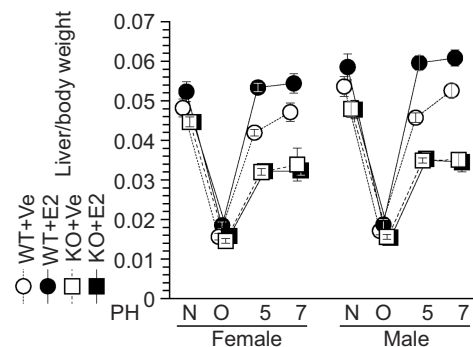 Liver/body weight
WT+Ve
WT+E2
KO+Ve
KO+E2
0.07
0.06
0.05
0.04
0.03
0.02
0.01
0
PH N O 5 7 N O 5 7
Female Male